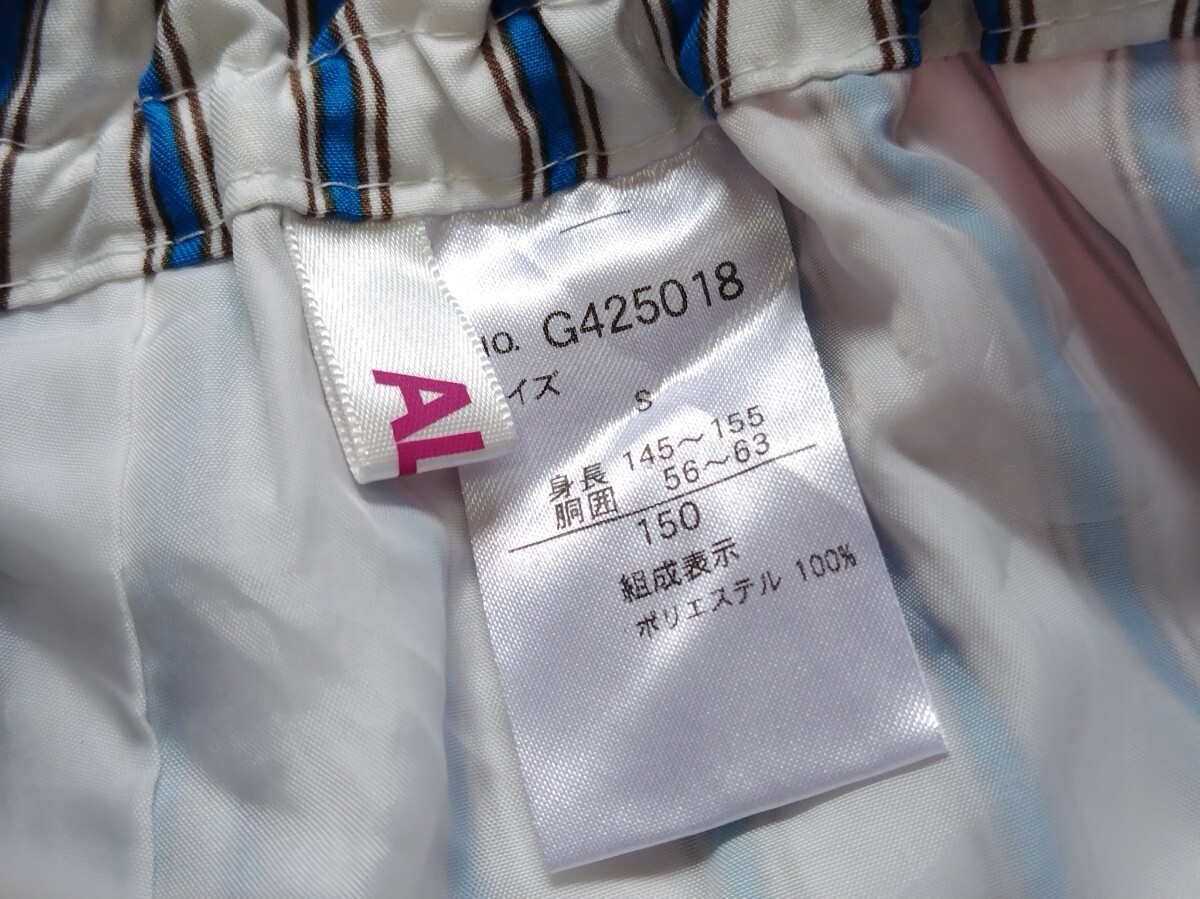 no. G425018
イズ
S
身長 145～155
胴囲 56～63
150
組成表示
ポリエステル 100%
AL